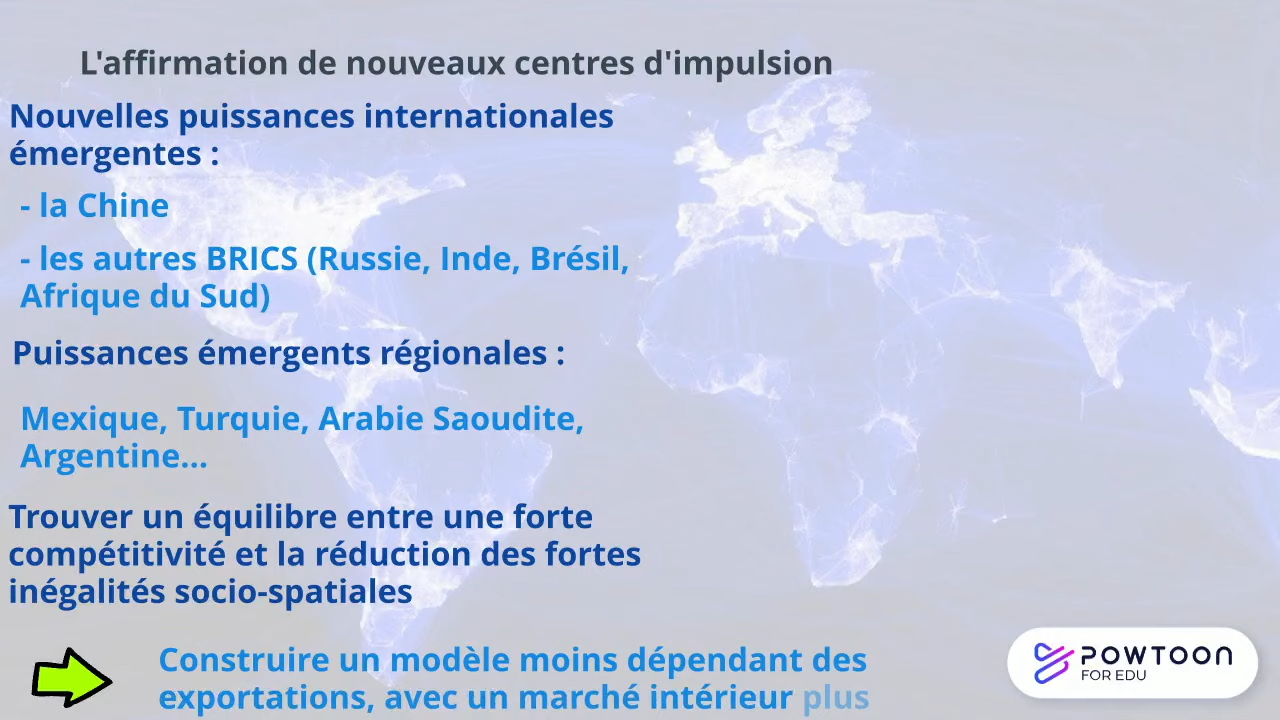 L'affirmation de nouveaux centres d'impulsion
Nouvelles puissances internationales
émergentes :
- la Chine
- les autres BRICS (Russie, Inde, Brésil,
Afrique du Sud)
Puissances émergents régionales :
Mexique, Turquie, Arabie Saoudite,
Argentine...
Trouver un équilibre entre une forte
compétitivité et la réduction des fortes
inégalités socio-spatiales
Construire un modèle moins dépendant des
exportations, avec un marché intérieur plus
POWTOON
FOR EDU